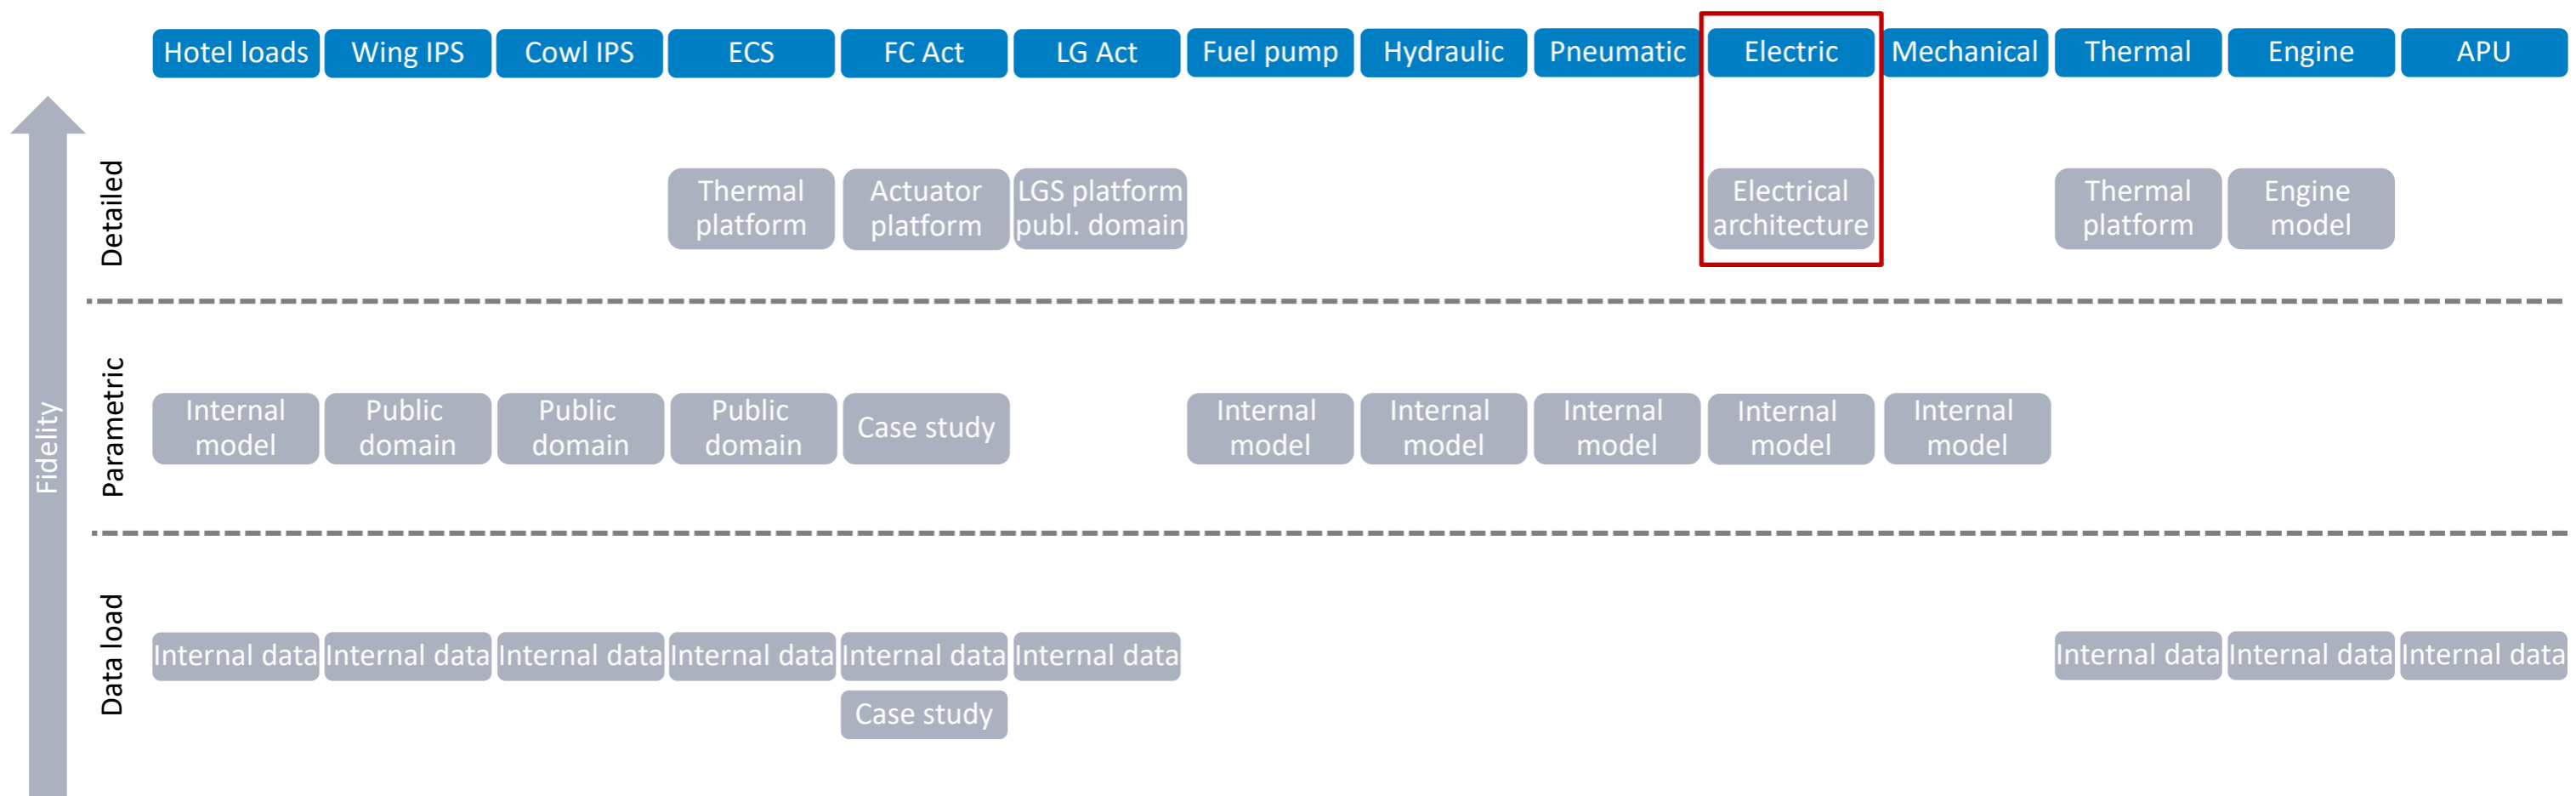 Hotel loads
Wing IPS
Cowl IPS
ECS
FC Act
LG Act
Fuel pump
Hydraulic
Pneumatic
Electric
Mechanical
Thermal
Engine
APU
Fidelity
Detailed
Thermal
platform
Actuator
platform
LGS platform
publ. domain
Electrical
architecture
Thermal
platform
Engine
model
Parametric
Internal
model
Public
domain
Public
domain
Public
domain
Case study
Internal
model
Internal
model
Internal
model
Internal
model
Internal
model
Data load
Internal data
Internal data
Internal data
Internal data
Internal data
Internal data
Internal data
Internal data
Internal data
Case study